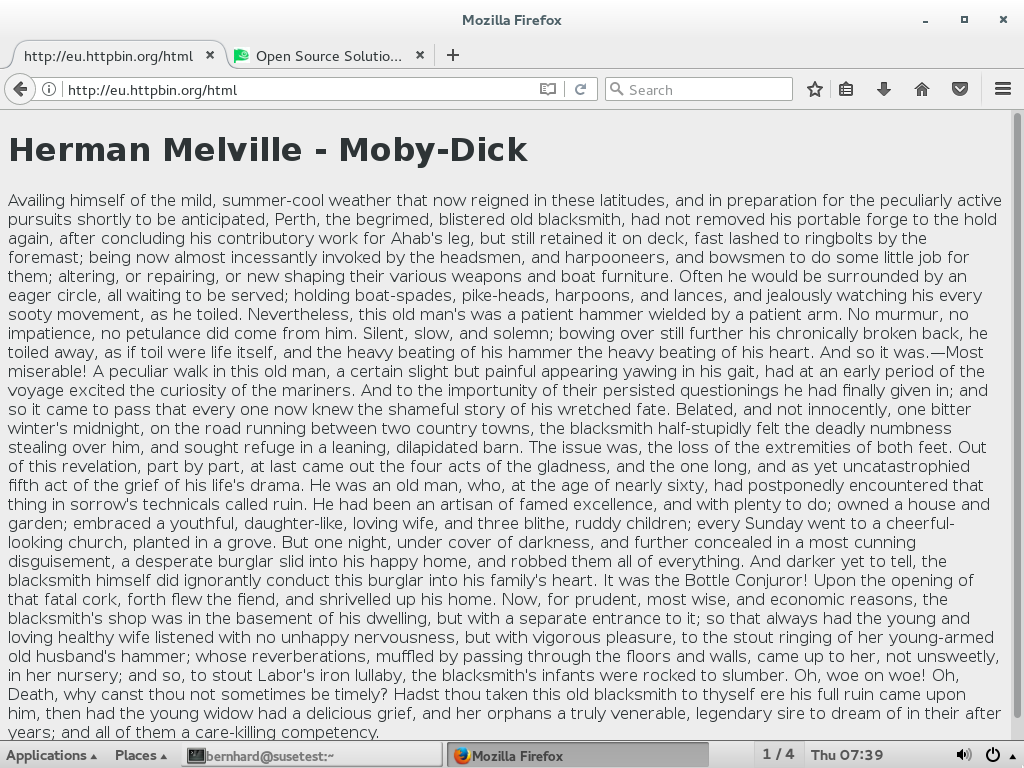 Mozilla Firefox
http://eu.httpbin.org/html
Open Source Solutio...
http://eu.httpbin.org/html
Search
Herman Melville - Moby-Dick
Availing himself of the mild, summer-cool weather that now reigned in these latitudes, and in preparation for the peculiarly active
pursuits shortly to be anticipated, Perth, the begrimed, blistered old blacksmith, had not removed his portable forge to the hold
again, after concluding his contributory work for Ahab's leg, but still retained it on deck, fast lashed to ringbolts by the
foremast; being now almost incessantly invoked by the headsmen, and harpooneers, and bowsmen to do some little job for
them; altering, or repairing, or new shaping their various weapons and boat furniture. Often he would be surrounded by an
eager circle, all waiting to be served; holding boat-spades, pike-heads, harpoons, and lances, and jealously watching his every
sooty movement, as he toiled. Nevertheless, this old man's was a patient hammer wielded by a patient arm. No murmur, no
impatience, no petulance did come from him. Silent, slow, and solemn; bowing over still further his chronically broken back, he
toiled away, as if toil were life itself, and the heavy beating of his hammer the heavy beating of his heart. And so it was.—Most
miserable! A peculiar walk in this old man, a certain slight but painful appearing yawing in his gait, had at an early period of the
voyage excited the curiosity of the mariners. And to the importunity of their persisted questionings he had finally given in; and
so it came to pass that every one now knew the shameful story of his wretched fate. Belated, and not innocently, one bitter
winter's midnight, on the road running between two country towns, the blacksmith half-stupidly felt the deadly numbness
stealing over him, and sought refuge in a leaning, dilapidated barn. The issue was, the loss of the extremities of both feet. Out
of this revelation, part by part, at last came out the four acts of the gladness, and the one long, and as yet uncatastrophied
fifth act of the grief of his life's drama. He was an old man, who, at the age of nearly sixty, had postponedly encountered that
thing in sorrow's technicals called ruin. He had been an artisan of famed excellence, and with plenty to do; owned a house and
garden; embraced a youthful, daughter-like, loving wife, and three blithe, ruddy children; every Sunday went to a cheerful-
looking church, planted in a grove. But one night, under cover of darkness, and further concealed in a most cunning
disguisement, a desperate burglar slid into his happy home, and robbed them all of everything. And darker yet to tell, the
blacksmith himself did ignorantly conduct this burglar into his family's heart. It was the Bottle Conjuror! Upon the opening of
that fatal cork, forth flew the fiend, and shrivelled up his home. Now, for prudent, most wise, and economic reasons, the
blacksmith's shop was in the basement of his dwelling, but with a separate entrance to it; so that always had the young and
loving healthy wife listened with no unhappy nervousness, but with vigorous pleasure, to the stout ringing of her young-armed
old husband's hammer; whose reverberations, muffled by passing through the floors and walls, came up to her, not unsweetly,
in her nursery; and so, to stout Labor's iron lullaby, the blacksmith's infants were rocked to slumber. Oh, woe on woe! Oh,
Death, why canst thou not sometimes be timely? Hadst thou taken this old blacksmith to thyself ere his full ruin came upon
him, then had the young widow had a delicious grief, and her orphans a truly venerable, legendary sire to dream of in their after
years; and all of them a care-killing competency.
Applications Places bernhard@susetest:~ Mozilla Firefox 1 / 4 Thu 07:39